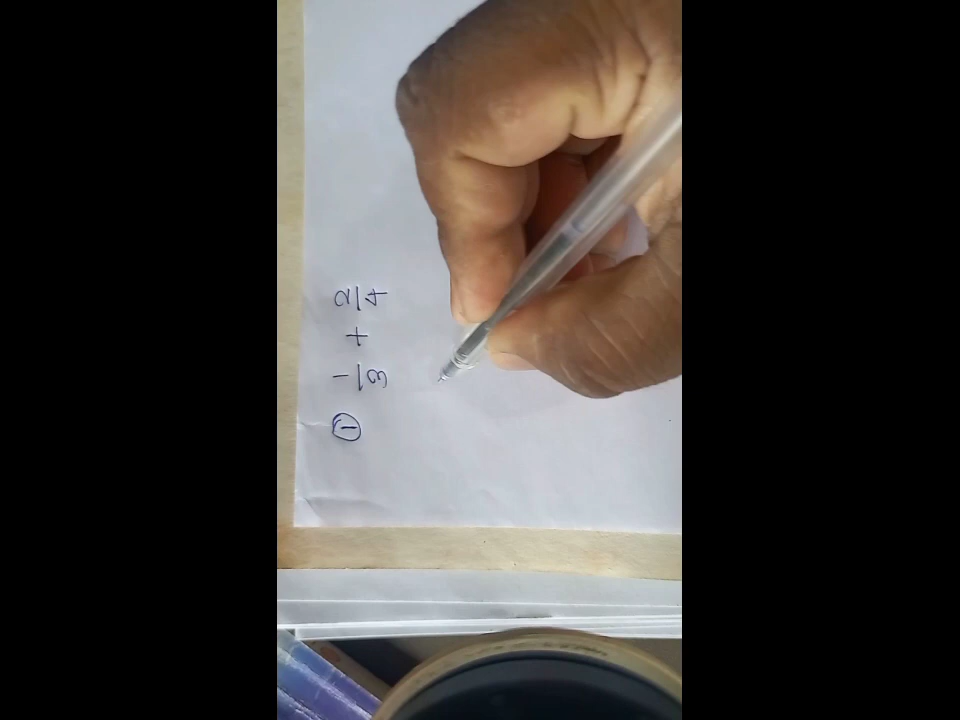 ① 1/3 + 2/4